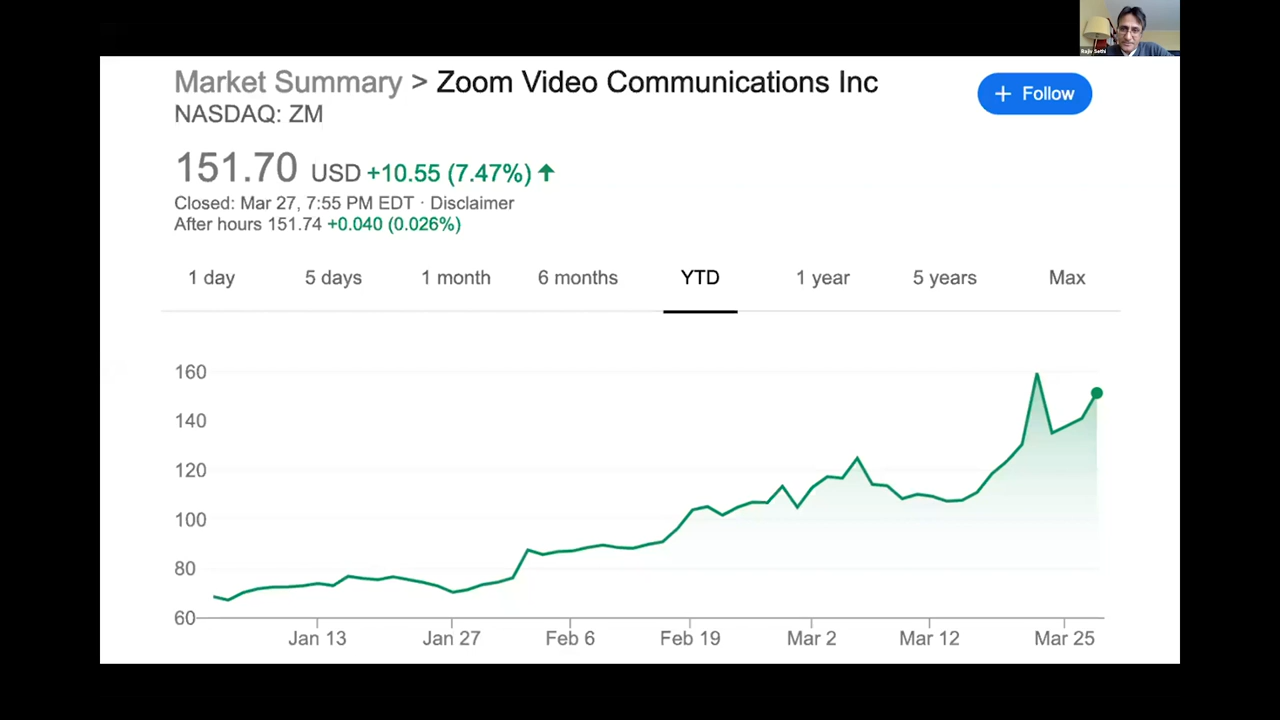 Rajiv Sethi
Market Summary > Zoom Video Communications Inc
NASDAQ: ZM
+ Follow
151.70 USD +10.55 (7.47%) ↑
Closed: Mar 27, 7:55 PM EDT · Disclaimer
After hours 151.74 +0.040 (0.026%)
1 day 5 days 1 month 6 months YTD 1 year 5 years Max
160
140
120
100
80
60
Jan 13 Jan 27 Feb 6 Feb 19 Mar 2 Mar 12 Mar 25